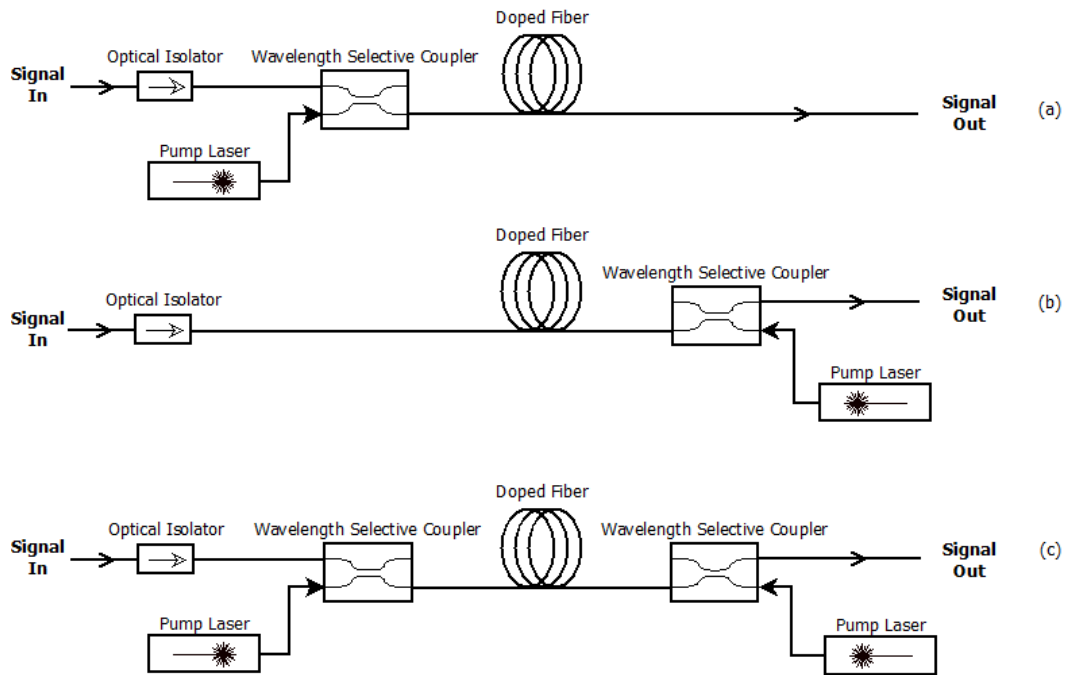 Doped Fiber
Optical Isolator
Wavelength Selective Coupler
Signal
In
Signal
Out
(a)
Pump Laser
Doped Fiber
Wavelength Selective Coupler
Optical Isolator
Signal
In
Signal
Out
(b)
Pump Laser
Doped Fiber
Optical Isolator
Wavelength Selective Coupler
Wavelength Selective Coupler
Signal
In
Signal
Out
(c)
Pump Laser
Pump Laser